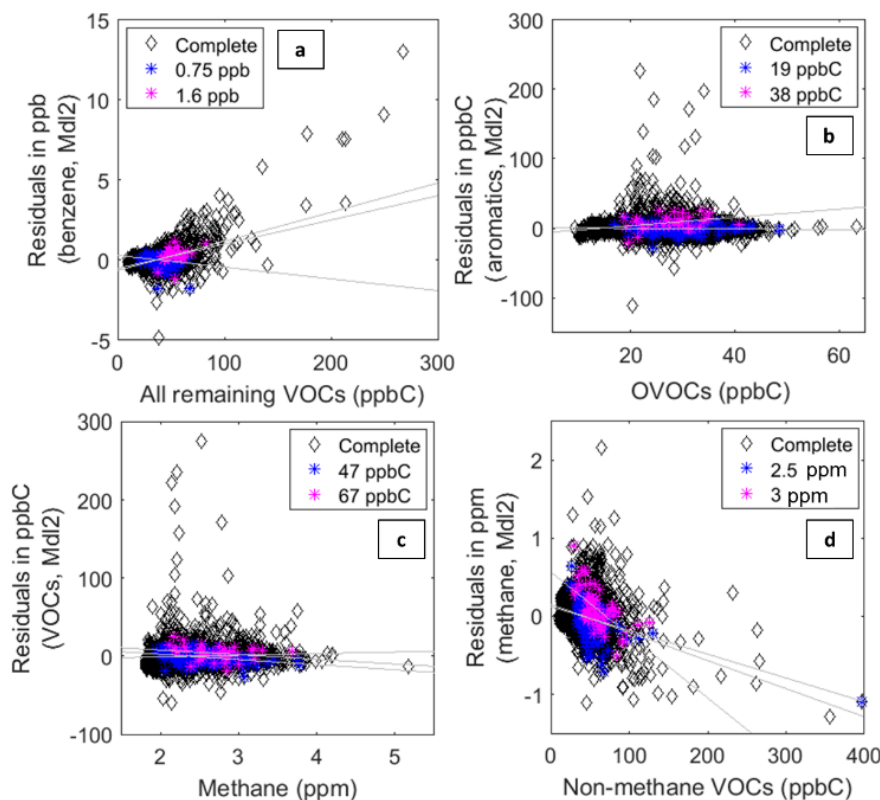 15
10
5
0
-5
Residuals in ppb
(benzene, Mdl2)
Complete
0.75 ppb
1.6 ppb
a
0 100 200 300
All remaining VOCs (ppbC)
300
200
100
0
-100
Residuals in ppbC
(aromatics, Mdl2)
Complete
19 ppbC
38 ppbC
b
20 40 60
OVOCs (ppbC)
300
200
100
0
-100
Residuals in ppbC
(VOCs, Mdl2)
Complete
47 ppbC
67 ppbC
c
2 3 4 5
Methane (ppm)
2
1
0
-1
Residuals in ppm
(methane, Mdl2)
Complete
2.5 ppm
3 ppm
d
0 100 200 300 400
Non-methane VOCs (ppbC)